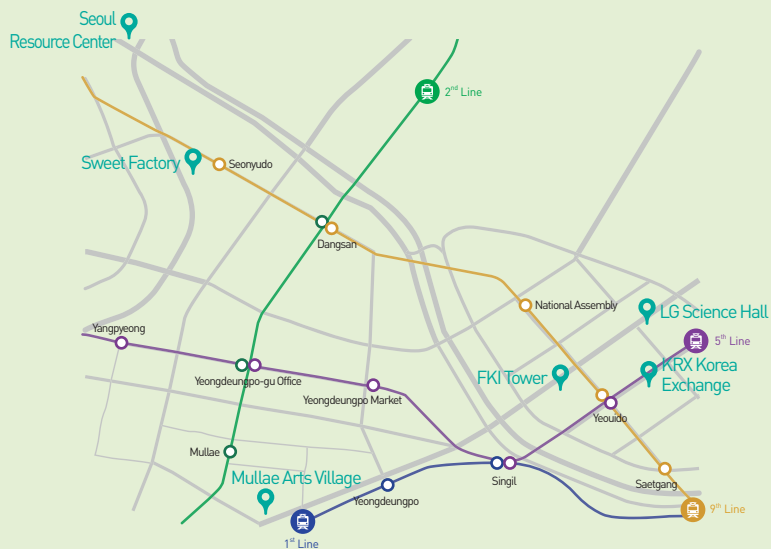 Seoul
Resource Center
2nd Line
Sweet Factory
Seonyudo
Dangsan
National Assembly
LG Science Hall
Yangpyeong
5th Line
KRX Korea
Exchange
FKI Tower
Yeongdeungpo-gu Office
Yeongdeungpo Market
Yeouido
Mullae
Mullae Arts Village
Singil
Saetgang
Yeongdeungpo
9th Line
1st Line